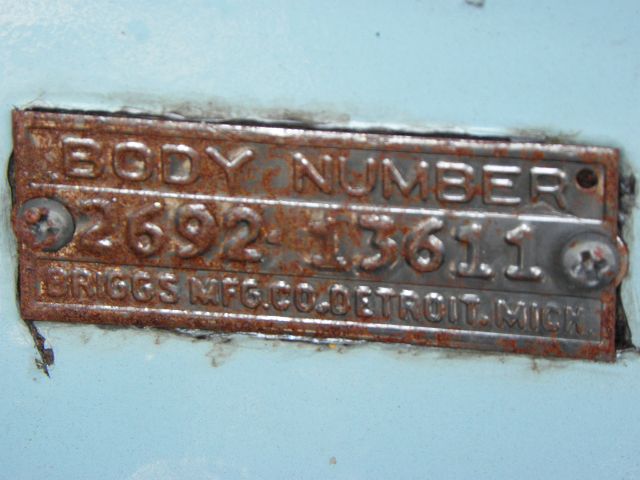 BODY NUMBER
2692-13611
BRIGGS MFG.CO.DETROIT.MICH.